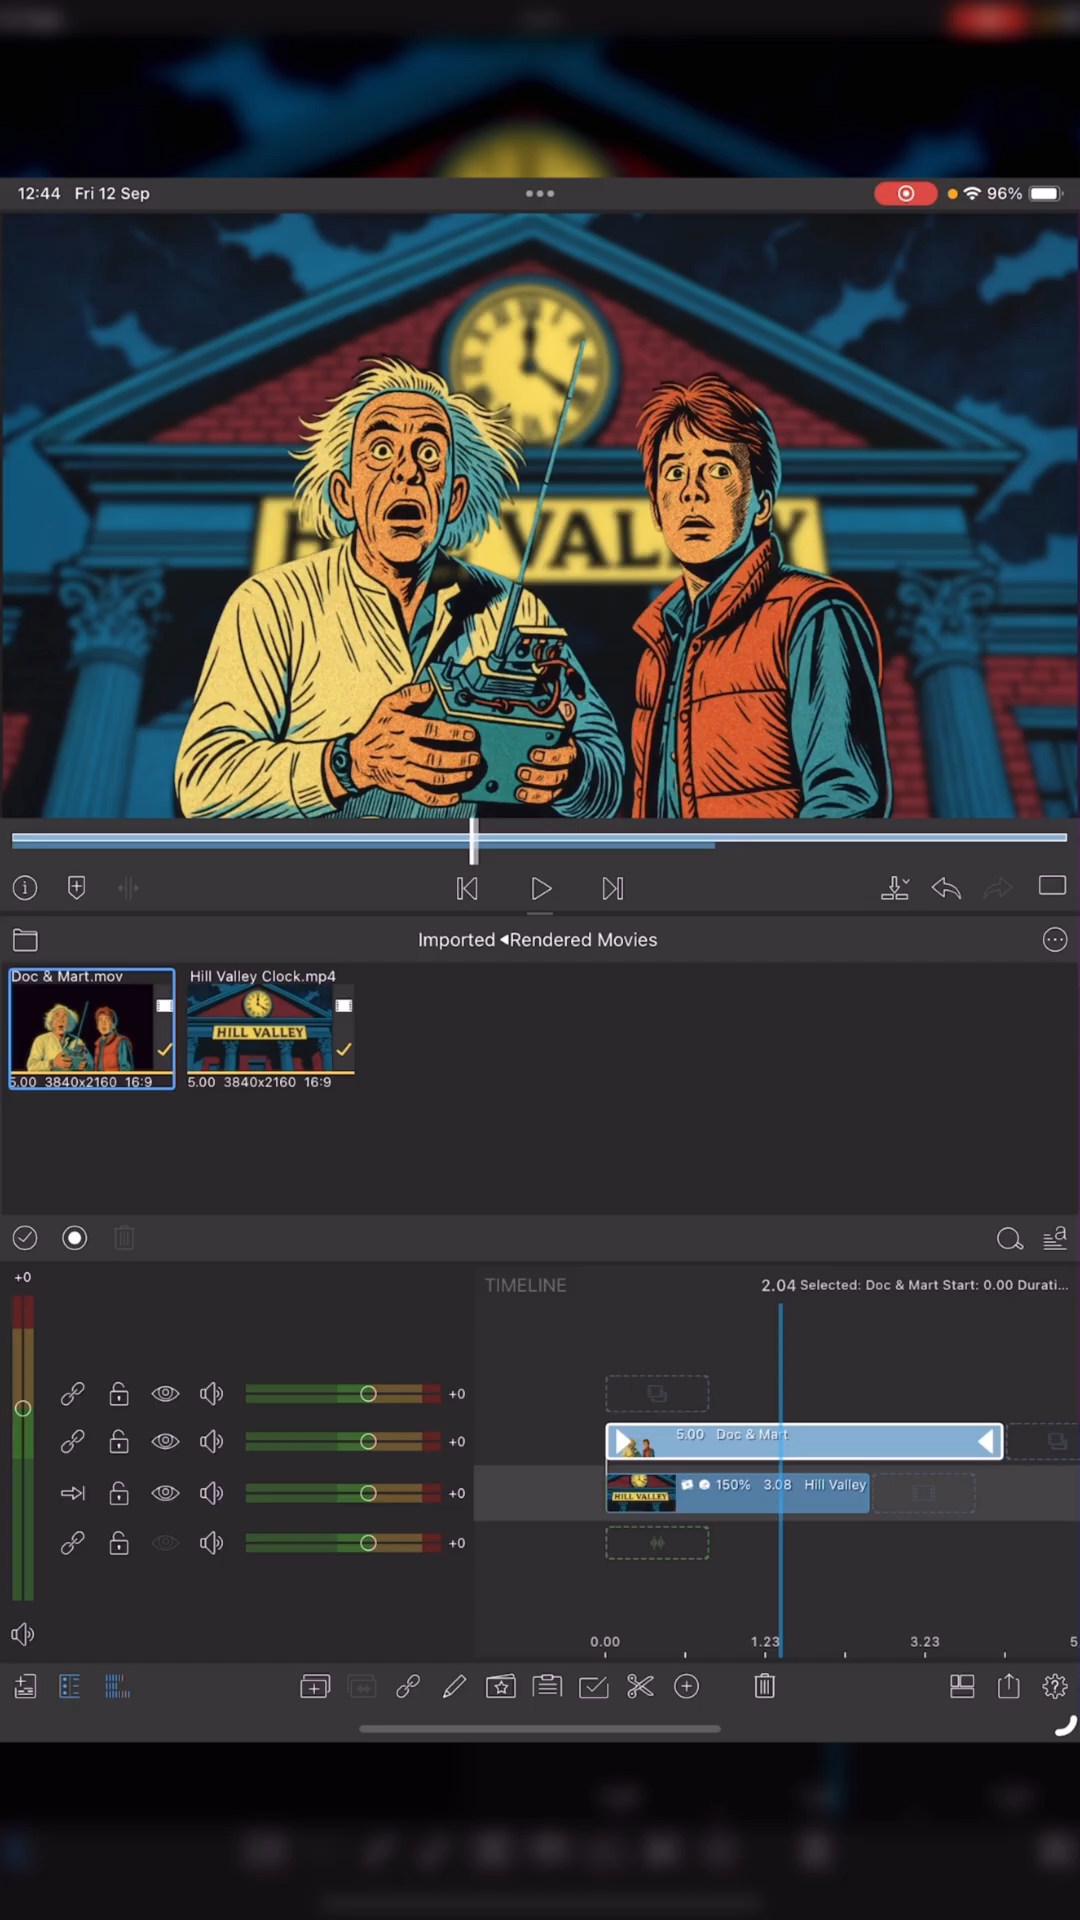 12:44 Fri 12 Sep
96%
H VALLEY
Imported ◀Rendered Movies
Doc & Mart.mov
Hill Valley Clock.mp4
HILL VALLEY
5.00 3840x2160 16:9
5.00 3840x2160 16:9
+0
TIMELINE
2.04 Selected: Doc & Mart Start: 0.00 Durati...
+0
+0
5.00 Doc & Mart
+0
HILL VALLEY
150% 3.08 Hill Valley
+0
0.00
1.23
3.23
5